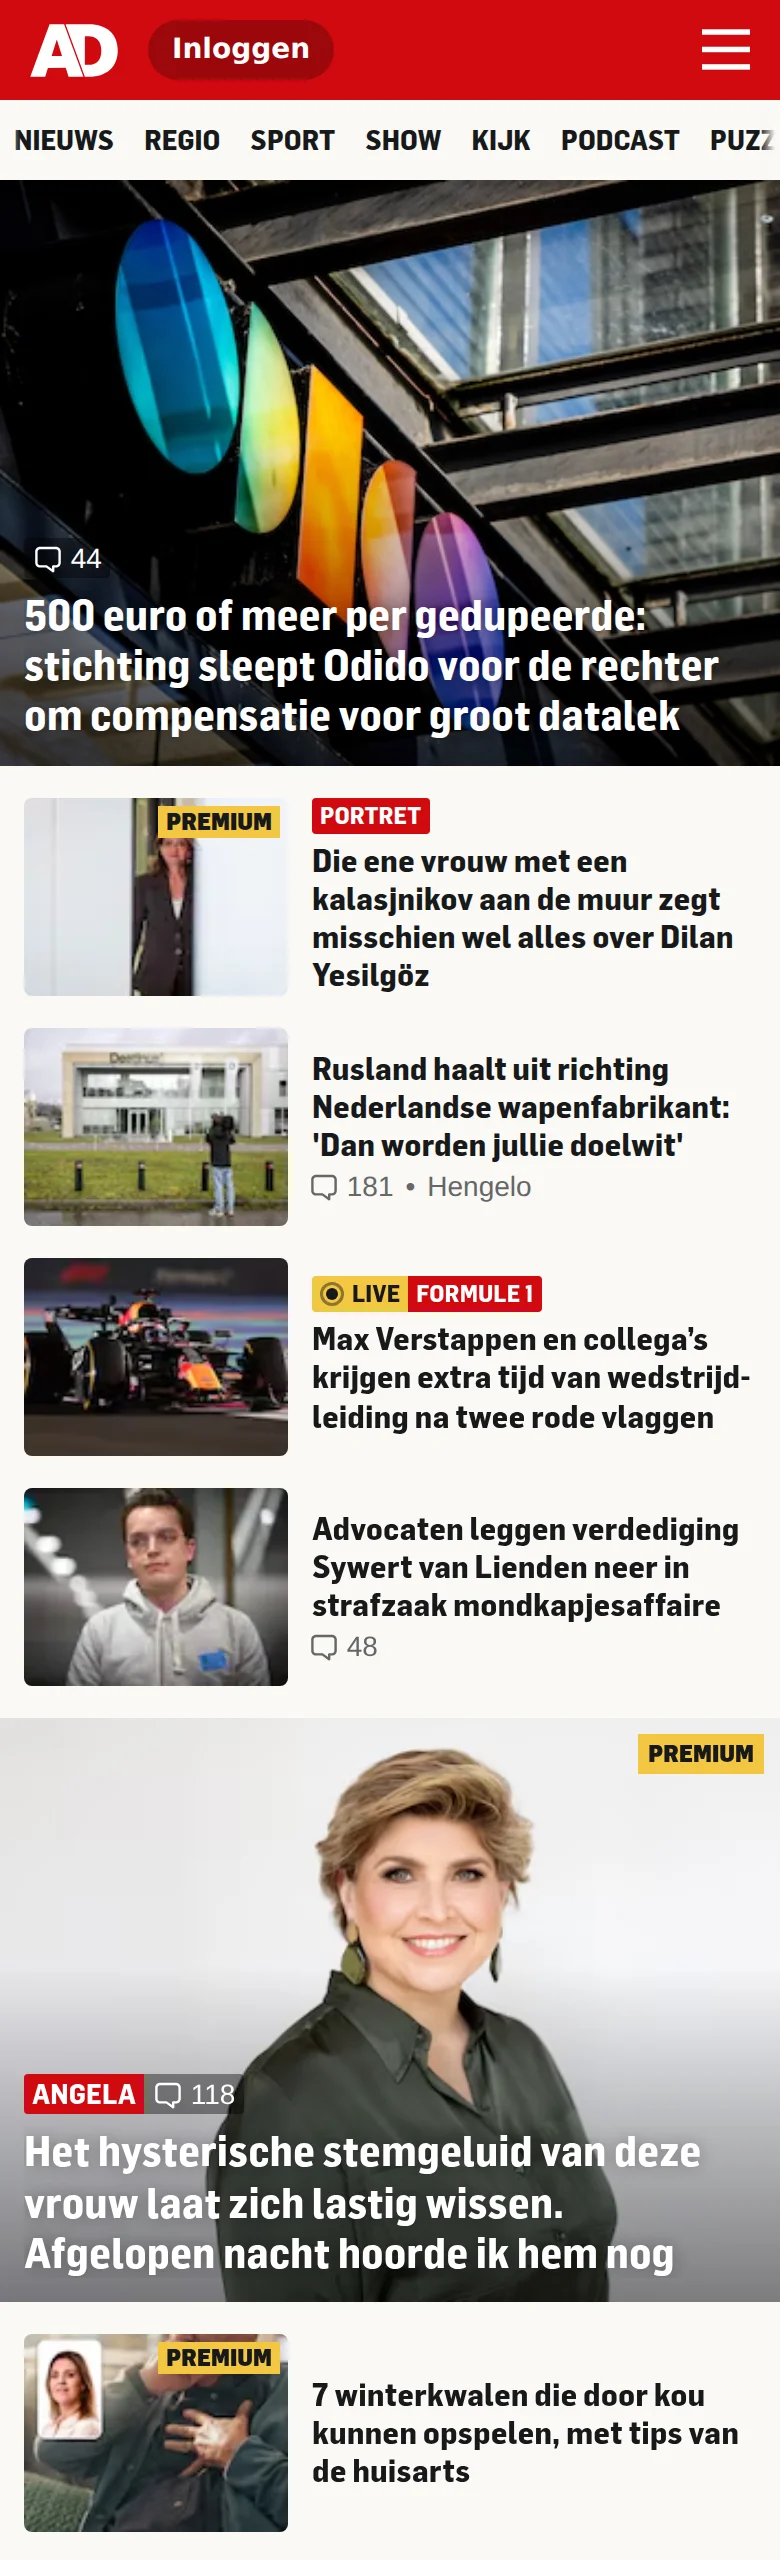 AD Inloggen
NIEUWS REGIO SPORT SHOW KIJK PODCAST PUZZ
44
500 euro of meer per gedupeerde:
stichting sleept Odido voor de rechter
om compensatie voor groot datalek
PREMIUM
PORTRET
Die ene vrouw met een
kalasjnikov aan de muur zegt
misschien wel alles over Dilan
Yesilgöz
Rusland haalt uit richting
Nederlandse wapenfabrikant:
'Dan worden jullie doelwit'
181 • Hengelo
LIVE FORMULE 1
Max Verstappen en collega’s
krijgen extra tijd van wedstrijd-
leiding na twee rode vlaggen
Advocaten leggen verdediging
Sywert van Lienden neer in
strafzaak mondkapjesaffaire
48
PREMIUM
ANGELA 118
Het hysterische stemgeluid van deze
vrouw laat zich lastig wissen.
Afgelopen nacht hoorde ik hem nog
PREMIUM
7 winterkwalen die door kou
kunnen opspelen, met tips van
de huisarts